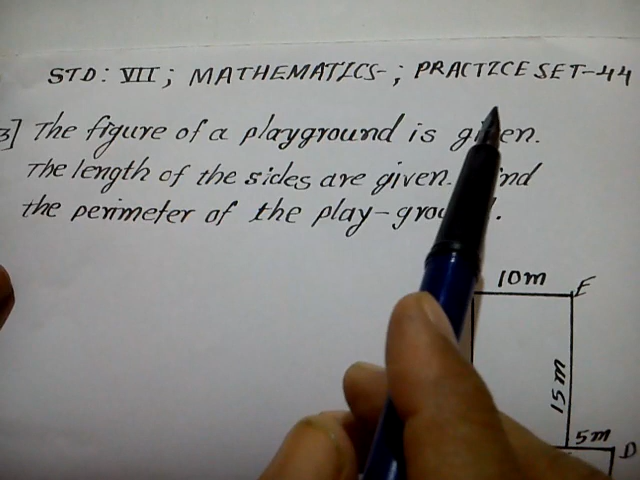 STD: VII; MATHEMATICS-; PRACTICE SET-44
3] The figure of a playground is
The length of the sides are given.
the perimeter of the play-
10m E
15m
5m D